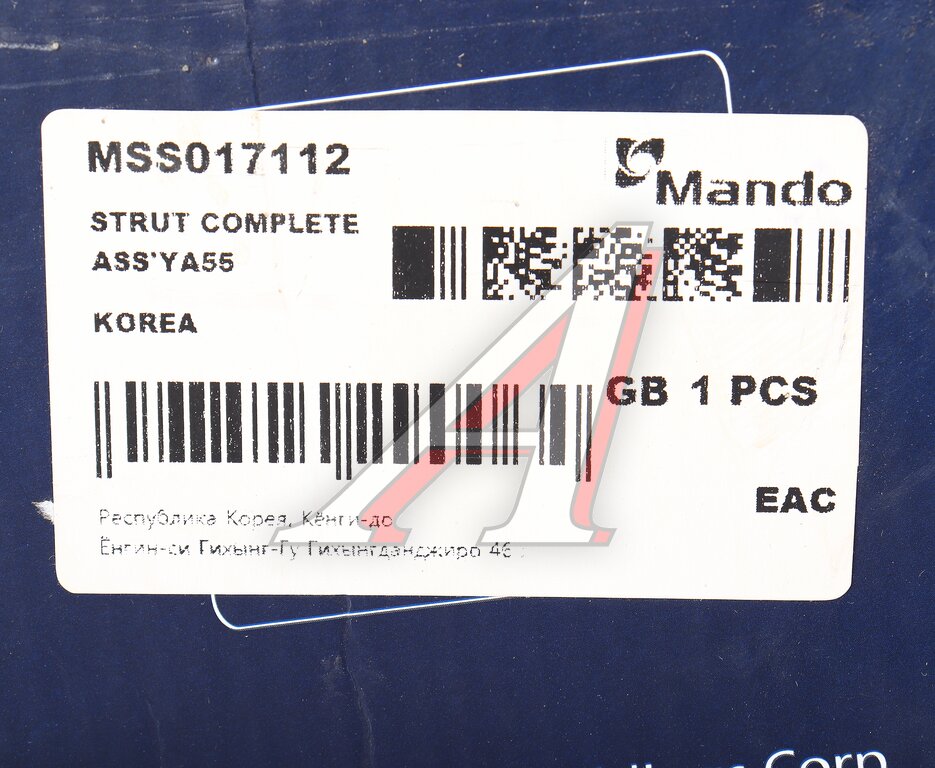 MSS017112
Mando
STRUT COMPLETE
ASS'YA55
KOREA
GB 1 PCS
EAC
Республика Корея, Кёнги-до
Ёнгин-си Гихынг-Гу Гихынгданджиро 46
Corp